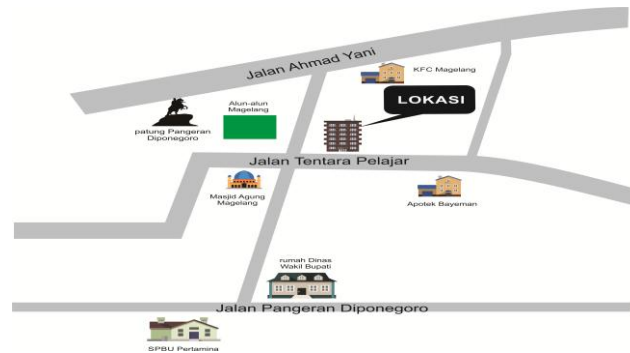 Jalan Ahmad Yani
KFC Magelang
LOKASI
Alun-alun
Magelang
patung Pangeran
Diponegoro
Jalan Tentara Pelajar
Masjid Agung
Magelang
Apotek Bayeman
rumah Dinas
Wakil Bupati
Jalan Pangeran Diponegoro
SPBU Pertamina